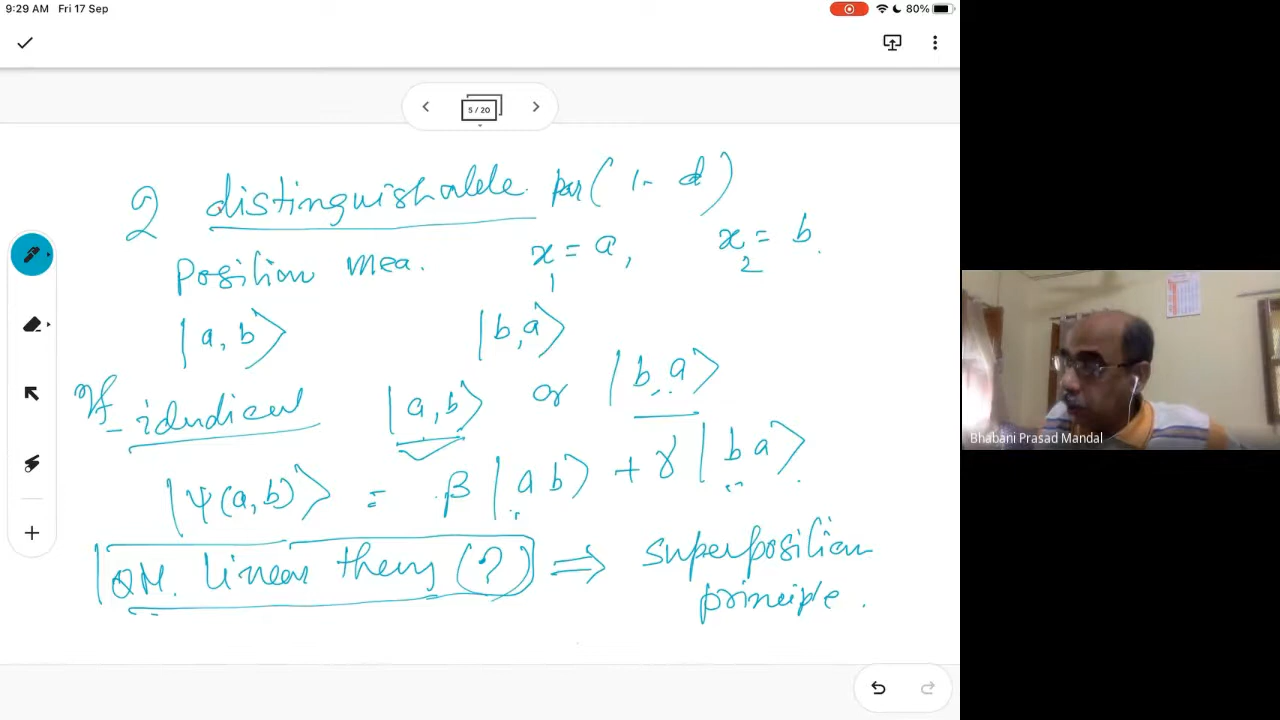 9:29 AM Fri 17 Sep
80%
5 / 20
2 distinguishable par (1-d)
Position mea. x₁ = a, x₂ = b.
|a, b⟩ |b, a⟩
If identical |a, b⟩ or |b, a⟩
|Ψ(a, b)⟩ = β |a b⟩ + γ |b a⟩
QM. linear theory (?) ⇒ superposition
principle.
Bhabani Prasad Mandal